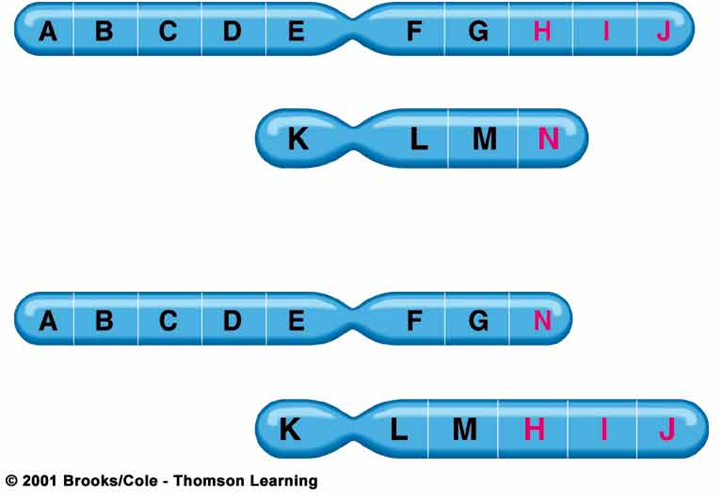 A B C D E F G H I J
K L M N
A B C D E F G N
K L M H I J
© 2001 Brooks/Cole - Thomson Learning